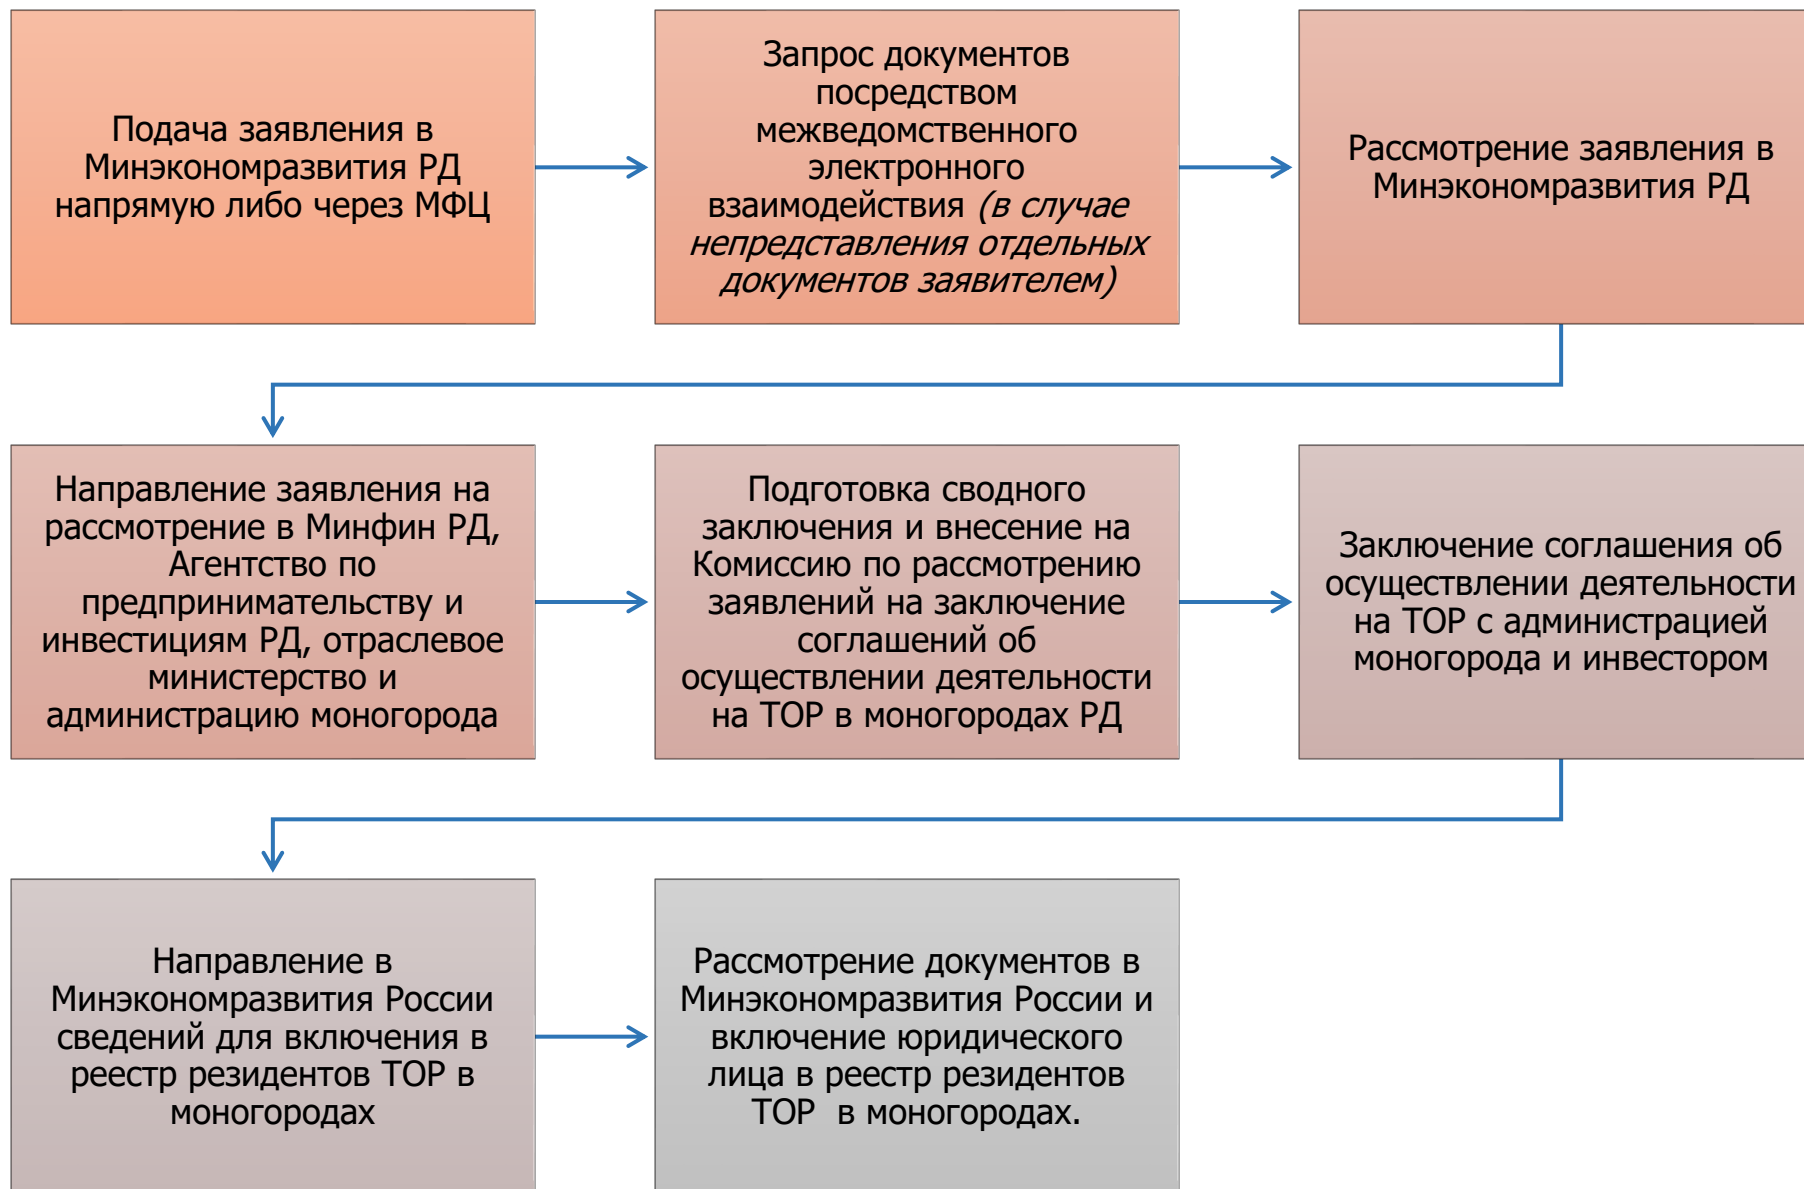 Подача заявления в
Минэкономразвития РД
напрямую либо через МФЦ
Запрос документов
посредством
межведомственного
электронного
взаимодействия (в случае
непредставления отдельных
документов заявителем)
Рассмотрение заявления в
Минэкономразвития РД
Направление заявления на
рассмотрение в Минфин РД,
Агентство по
предпринимательству и
инвестициям РД, отраслевое
министерство и
администрацию моногорода
Подготовка сводного
заключения и внесение на
Комиссию по рассмотрению
заявлений на заключение
соглашений об
осуществлении деятельности
на ТОР в моногородах РД
Заключение соглашения об
осуществлении деятельности
на ТОР с администрацией
моногорода и инвестором
Направление в
Минэкономразвития России
сведений для включения в
реестр резидентов ТОР в
моногородах
Рассмотрение документов в
Минэкономразвития России и
включение юридического
лица в реестр резидентов
ТОР  в моногородах.